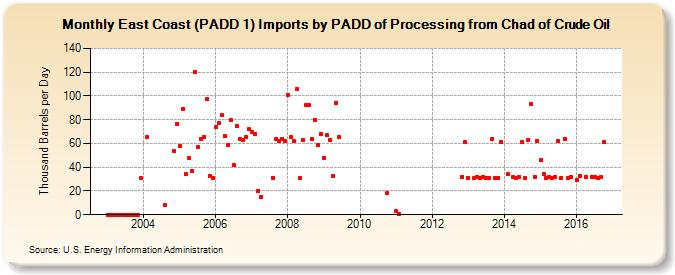 Monthly East Coast (PADD 1) Imports by PADD of Processing from Chad of Crude Oil
Thousand Barrels per Day
140
120
100
80
60
40
20
0
2004 2006 2008 2010 2012 2014 2016
Source: U.S. Energy Information Administration